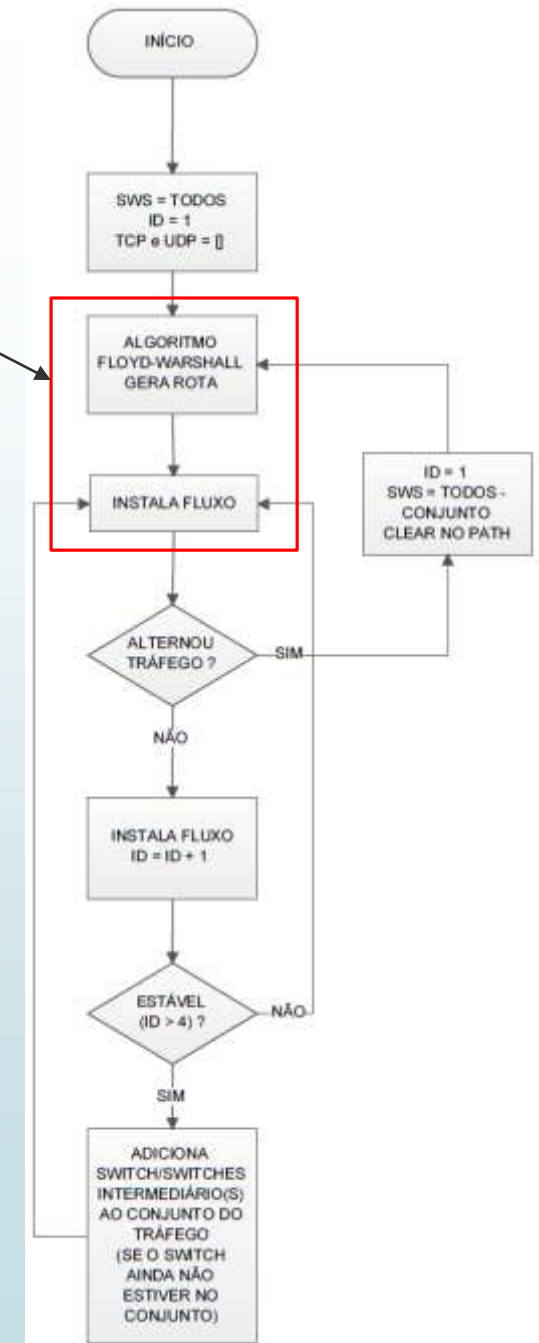 INÍCIO
SWS = TODOS
ID = 1
TCP e UDP = []
ALGORITMO
FLOYD-WARSHALL
GERA ROTA
INSTALA FLUXO
ID = 1
SWS = TODOS -
CONJUNTO
CLEAR NO PATH
ALTERNOU
TRÁFEGO ?
SIM
NÃO
INSTALA FLUXO
ID = ID + 1
ESTÁVEL
(ID > 4) ?
NÃO
SIM
ADICIONA
SWITCH/SWITCHES
INTERMEDIÁRIO(S)
AO CONJUNTO DO
TRÁFEGO
(SE O SWITCH
AINDA NÃO
ESTIVER NO
CONJUNTO)